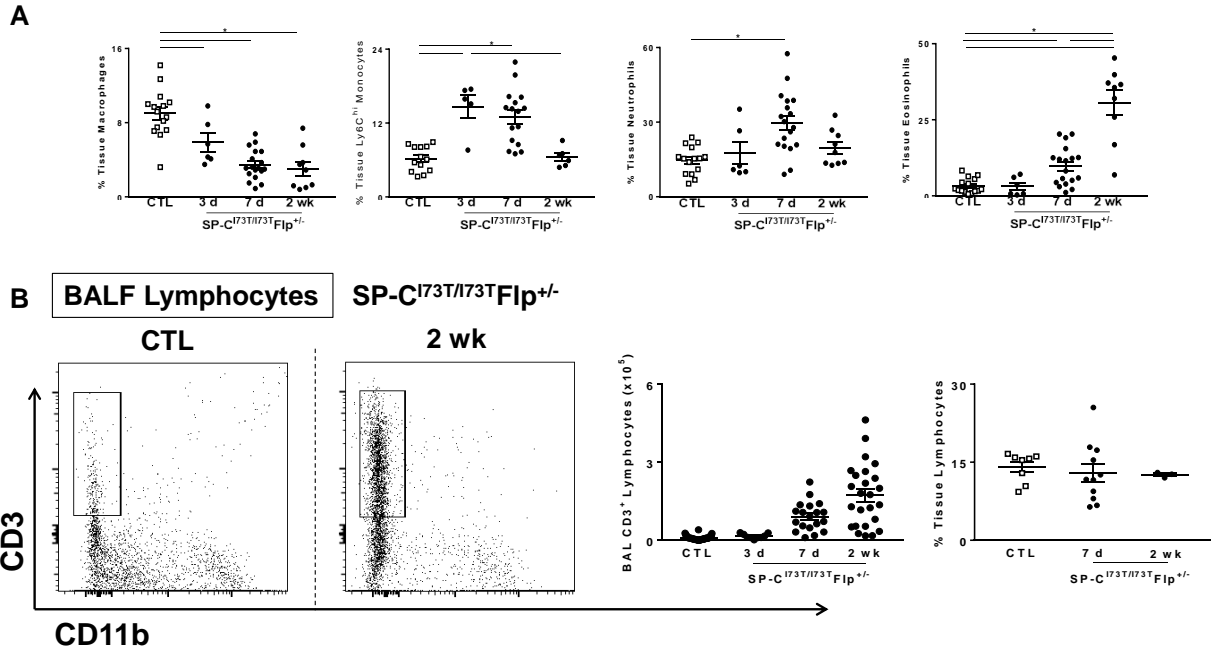 A
*
% Tissue Macrophages
16
8
0
CTL
3 d
7 d
2 wk
SP-C^I73T/I73T Flp^+/-
*
% Tissue Ly6C^hi Monocytes
24
12
0
CTL
3 d
7 d
2 wk
SP-C^I73T/I73T Flp^+/-
*
% Tissue Neutrophils
60
30
0
CTL
3 d
7 d
2 wk
SP-C^I73T/I73T Flp^+/-
*
% Tissue Eosinophils
50
25
0
CTL
3 d
7 d
2 wk
SP-C^I73T/I73T Flp^+/-
B
BALF Lymphocytes
SP-C^I73T/I73T Flp^+/-
CTL
2 wk
CD3
CD11b
BAL CD3^+ Lymphocytes (x10^5)
6
3
0
CTL
3 d
7 d
2 wk
SP-C^I73T/I73T Flp^+/-
% Tissue Lymphocytes
30
15
0
CTL
7 d
2 wk
SP-C^I73T/I73T Flp^+/-